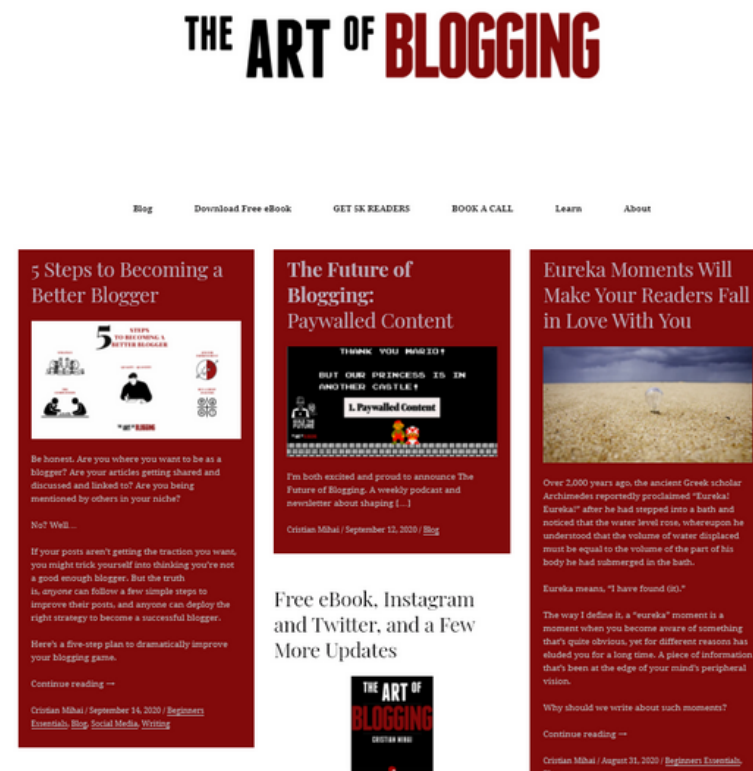 THE ART OF BLOGGING
Blog Download Free eBook GET 5K READERS BOOK A CALL Learn About
5 Steps to Becoming a
Better Blogger
5 STEPS
TO BECOMING A
BETTER BLOGGER
THE ART OF BLOGGING
Be honest. Are you where you want to be as a
blogger? Are your articles getting shared and
discussed and linked to? Are you being
mentioned by others in your niche?
No? Well…
If your posts aren't getting the traction you want,
you might trick yourself into thinking you're not
a good enough blogger. But the truth
is, anyone can follow a few simple steps to
improve their posts, and anyone can deploy the
right strategy to become a successful blogger.
Here's a five-step plan to dramatically improve
your blogging game.
Continue reading →
Cristian Mihai / September 14, 2020 / Beginners
Essentials, Blog, Social Media, Writing
The Future of
Blogging:
Paywalled Content
THANK YOU MARIO!
BUT OUR PRINCESS IS IN
ANOTHER CASTLE!
1. Paywalled Content
I'm both excited and proud to announce The
Future of Blogging. A weekly podcast and
newsletter about shaping […]
Cristian Mihai / September 12, 2020 / Blog
Free eBook, Instagram
and Twitter, and a Few
More Updates
THE ART OF
BLOGGING
CRISTIAN MIHAI
Eureka Moments Will
Make Your Readers Fall
in Love With You
Over 2,000 years ago, the ancient Greek scholar
Archimedes reportedly proclaimed "Eureka!
Eureka!" after he had stepped into a bath and
noticed that the water level rose, whereupon he
understood that the volume of water displaced
must be equal to the volume of the part of his
body he had submerged in the bath.
Eureka means, "I have found (it)."
The way I define it, a "eureka" moment is a
moment when you become aware of something
that's quite obvious, yet for different reasons has
eluded you for a long time. A piece of information
that's been at the edge of your mind's peripheral
vision.
Why should we write about such moments?
Continue reading →
Cristian Mihai / August 31, 2020 / Beginners Essentials,